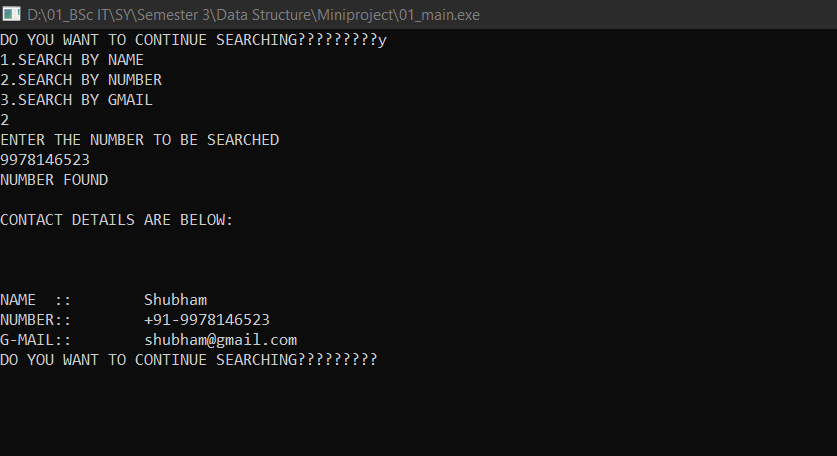 D:\01_BSc IT\SY\Semester 3\Data Structure\Miniproject\01_main.exe
DO YOU WANT TO CONTINUE SEARCHING?????????y
1.SEARCH BY NAME
2.SEARCH BY NUMBER
3.SEARCH BY GMAIL
2
ENTER THE NUMBER TO BE SEARCHED
9978146523
NUMBER FOUND
CONTACT DETAILS ARE BELOW:
NAME  ::        Shubham
NUMBER::        +91-9978146523
G-MAIL::        shubham@gmail.com
DO YOU WANT TO CONTINUE SEARCHING?????????